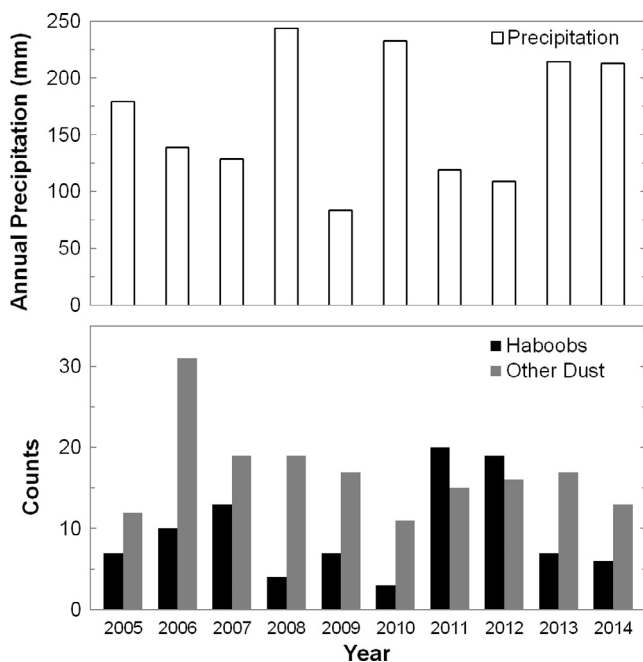 Annual Precipitation (mm)
250
200
150
100
50
0
Precipitation
Counts
30
20
10
0
Haboobs
Other Dust
2005 2006 2007 2008 2009 2010 2011 2012 2013 2014
Year